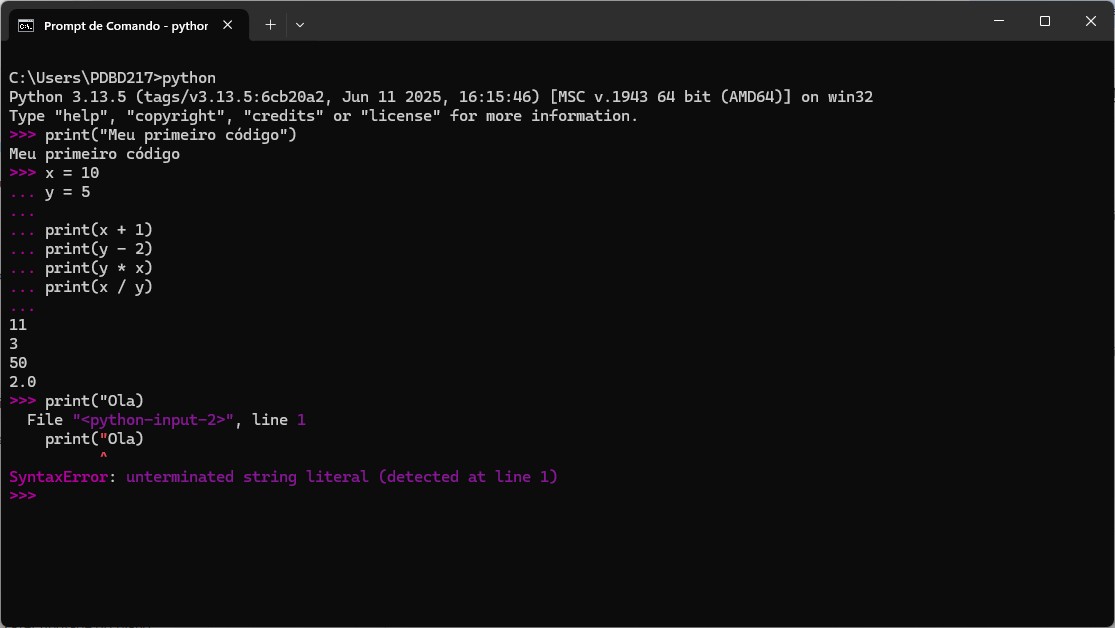 Prompt de Comando - python
C:\Users\PDBD217>python
Python 3.13.5 (tags/v3.13.5:6cb20a2, Jun 11 2025, 16:15:46) [MSC v.1943 64 bit (AMD64)] on win32
Type "help", "copyright", "credits" or "license" for more information.
>>> print("Meu primeiro código")
Meu primeiro código
>>> x = 10
... y = 5
...
... print(x + 1)
... print(y - 2)
... print(y * x)
... print(x / y)
...
11
3
50
2.0
>>> print("Ola)
  File "<python-input-2>", line 1
    print("Ola)
          ^
SyntaxError: unterminated string literal (detected at line 1)
>>>